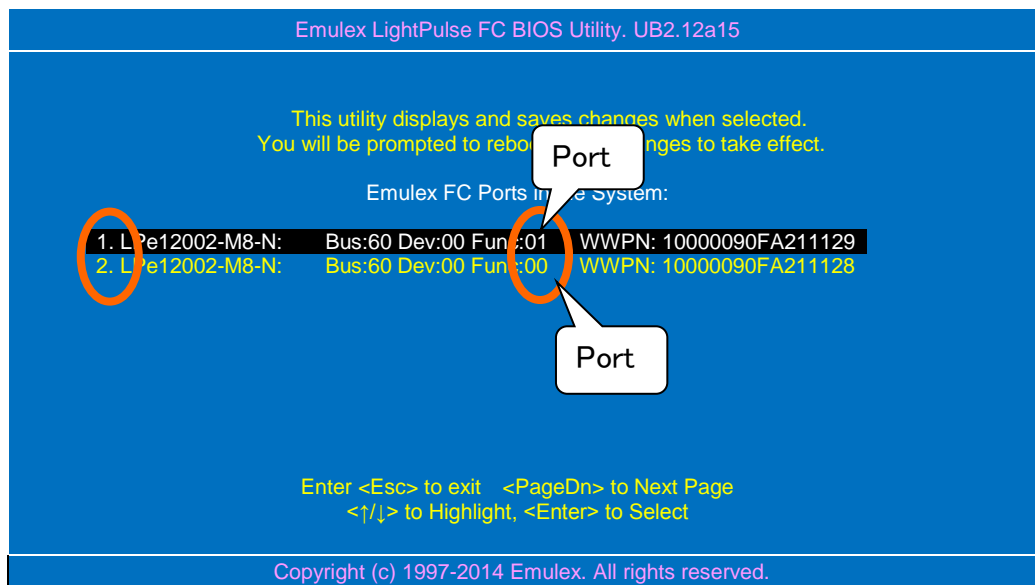 Emulex LightPulse FC BIOS Utility. UB2.12a15
This utility displays and saves changes when selected.
You will be prompted to reboo nges to take effect.
Port
Emulex FC Ports in e System:
1. LPe12002-M8-N: Bus:60 Dev:00 Func:01 WWPN: 10000090FA211129
2. LPe12002-M8-N: Bus:60 Dev:00 Func:00 WWPN: 10000090FA211128
Port
Enter <Esc> to exit <PageDn> to Next Page
<↑/↓> to Highlight, <Enter> to Select
Copyright (c) 1997-2014 Emulex. All rights reserved.